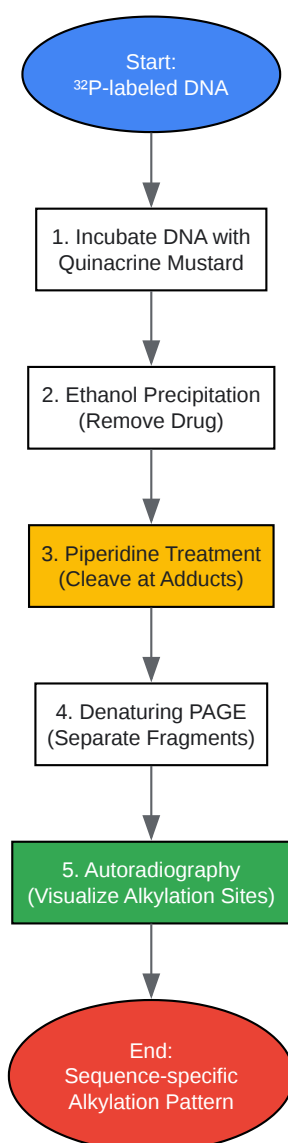 Start:
³²P-labeled DNA
1. Incubate DNA with
Quinacrine Mustard
2. Ethanol Precipitation
(Remove Drug)
3. Piperidine Treatment
(Cleave at Adducts)
4. Denaturing PAGE
(Separate Fragments)
5. Autoradiography
(Visualize Alkylation Sites)
End:
Sequence-specific
Alkylation Pattern